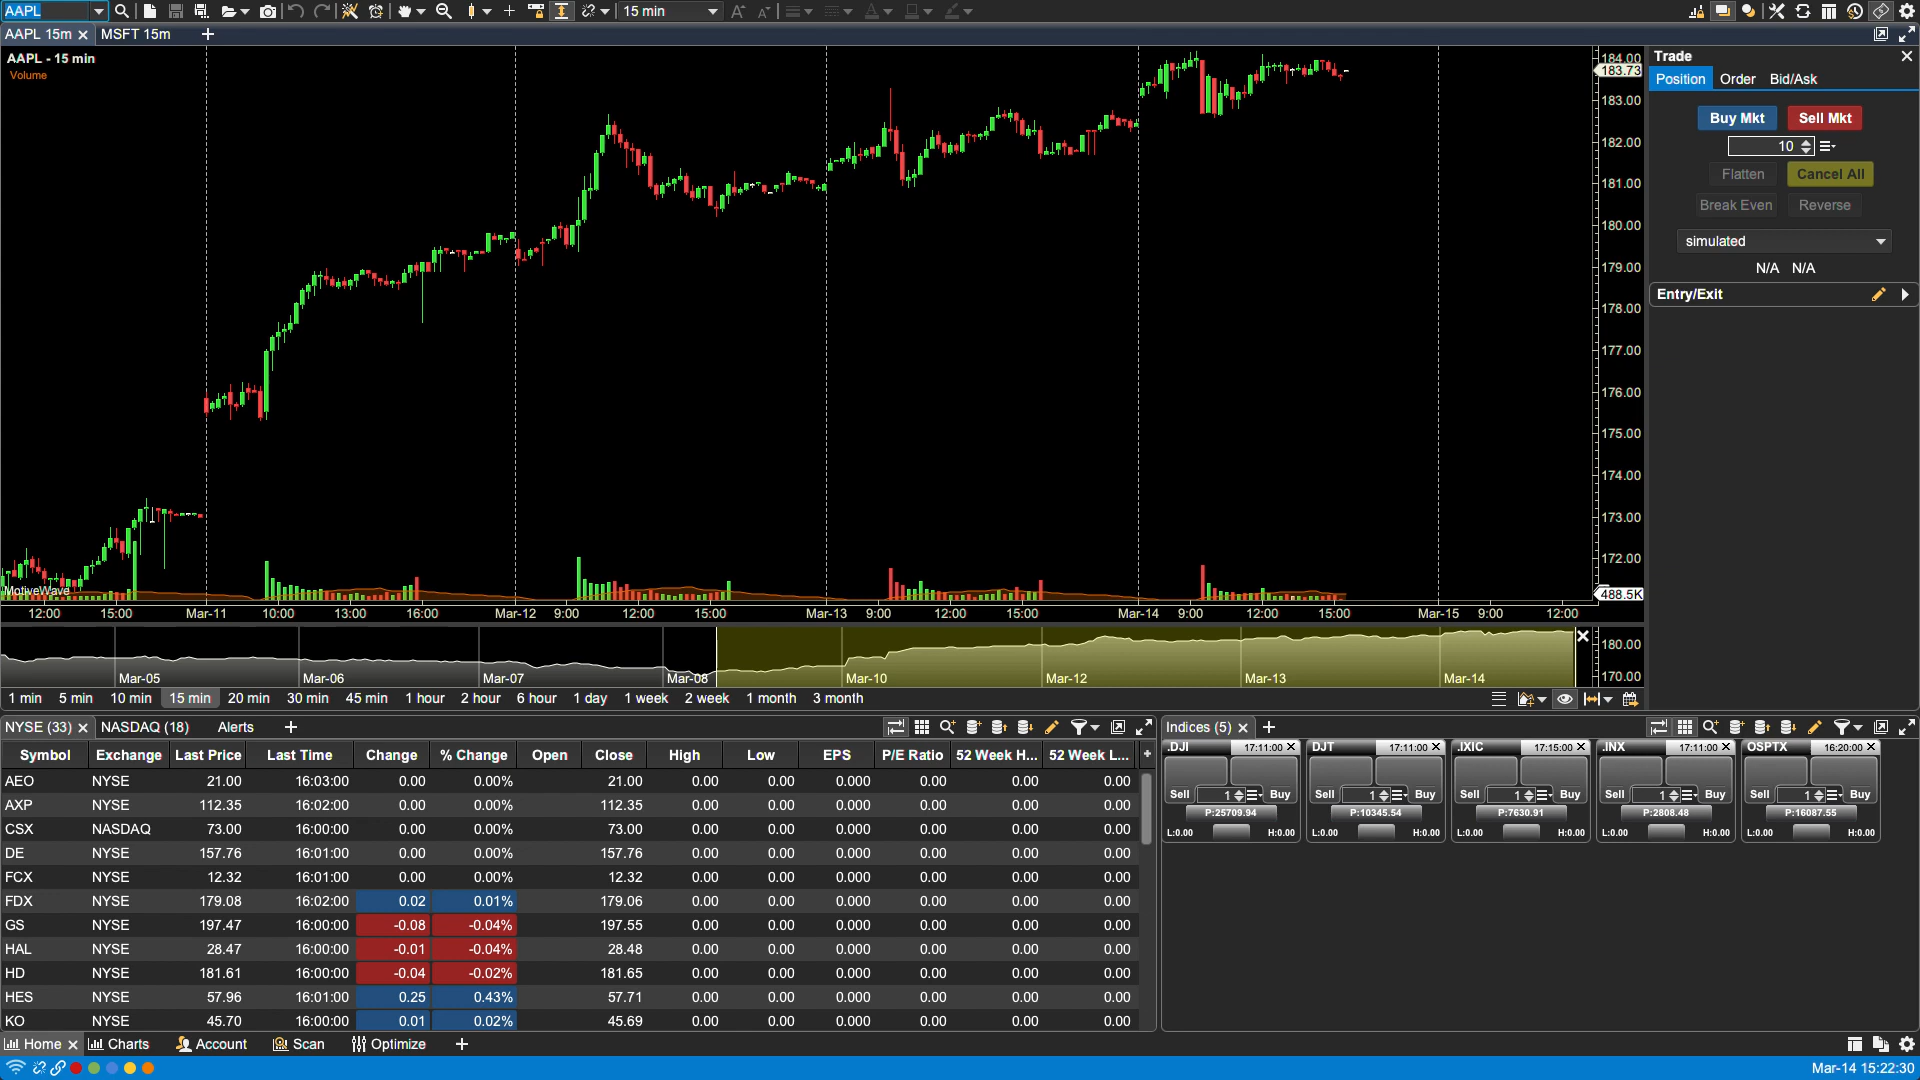 AAPL
15 min
AAPL 15m
MSFT 15m
AAPL - 15 min
Volume
184.00
183.73
183.00
182.00
181.00
180.00
179.00
178.00
177.00
176.00
175.00
174.00
173.00
172.00
488.5K
MotiveWave
12:00 15:00 Mar-11 10:00 13:00 16:00 Mar-12 9:00 12:00 15:00 Mar-13 9:00 12:00 15:00 Mar-14 9:00 12:00 15:00 Mar-15 9:00 12:00
180.00
170.00
Mar-05 Mar-06 Mar-07 Mar-08 Mar-10 Mar-12 Mar-13 Mar-14
1 min 5 min 10 min 15 min 20 min 30 min 45 min 1 hour 2 hour 6 hour 1 day 1 week 2 week 1 month 3 month
Trade
Position Order Bid/Ask
Buy Mkt Sell Mkt
10
Flatten Cancel All
Break Even Reverse
simulated
N/A N/A
Entry/Exit
NYSE (33) NASDAQ (18) Alerts
Symbol Exchange Last Price Last Time Change % Change Open Close High Low EPS P/E Ratio 52 Week H... 52 Week L...
AEO NYSE 21.00 16:03:00 0.00 0.00% 21.00 0.00 0.00 0.000 0.00 0.00 0.00
AXP NYSE 112.35 16:02:00 0.00 0.00% 112.35 0.00 0.00 0.000 0.00 0.00 0.00
CSX NASDAQ 73.00 16:00:00 0.00 0.00% 73.00 0.00 0.00 0.000 0.00 0.00 0.00
DE NYSE 157.76 16:01:00 0.00 0.00% 157.76 0.00 0.00 0.000 0.00 0.00 0.00
FCX NYSE 12.32 16:01:00 0.00 0.00% 12.32 0.00 0.00 0.000 0.00 0.00 0.00
FDX NYSE 179.08 16:02:00 0.02 0.01% 179.06 0.00 0.00 0.000 0.00 0.00 0.00
GS NYSE 197.47 16:00:00 -0.08 -0.04% 197.55 0.00 0.00 0.000 0.00 0.00 0.00
HAL NYSE 28.47 16:00:00 -0.01 -0.04% 28.48 0.00 0.00 0.000 0.00 0.00 0.00
HD NYSE 181.61 16:00:00 -0.04 -0.02% 181.65 0.00 0.00 0.000 0.00 0.00 0.00
HES NYSE 57.96 16:01:00 0.25 0.43% 57.71 0.00 0.00 0.000 0.00 0.00 0.00
KO NYSE 45.70 16:00:00 0.01 0.02% 45.69 0.00 0.00 0.000 0.00 0.00 0.00
Indices (5)
.DJI 17:11:00
Sell 1 Buy
P:25709.94
L:0.00 H:0.00
DJT 17:11:00
Sell 1 Buy
P:10345.54
L:0.00 H:0.00
.IXIC 17:15:00
Sell 1 Buy
P:7630.91
L:0.00 H:0.00
.INX 17:11:00
Sell 1 Buy
P:2808.48
L:0.00 H:0.00
OSPTX 16:20:00
Sell 1 Buy
P:16087.55
L:0.00 H:0.00
Home Charts Account Scan Optimize
Mar-14 15:22:30